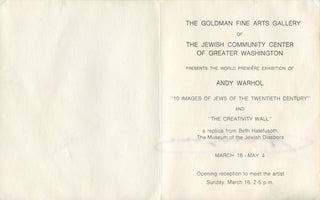 THE GOLDMAN FINE ARTS GALLERY
OF
THE JEWISH COMMUNITY CENTER
OF GREATER WASHINGTON
PRESENTS THE WORLD PREMIÈRE EXHIBITION OF
ANDY WARHOL
"10 IMAGES OF JEWS OF THE TWENTIETH CENTURY"
AND
"THE CREATIVITY WALL"
a replica from Beth Hatefusoth,
The Museum of the Jewish Diaspora
MARCH 16 - MAY 4
Opening reception to meet the artist
Sunday, March 16, 2-5 p.m.